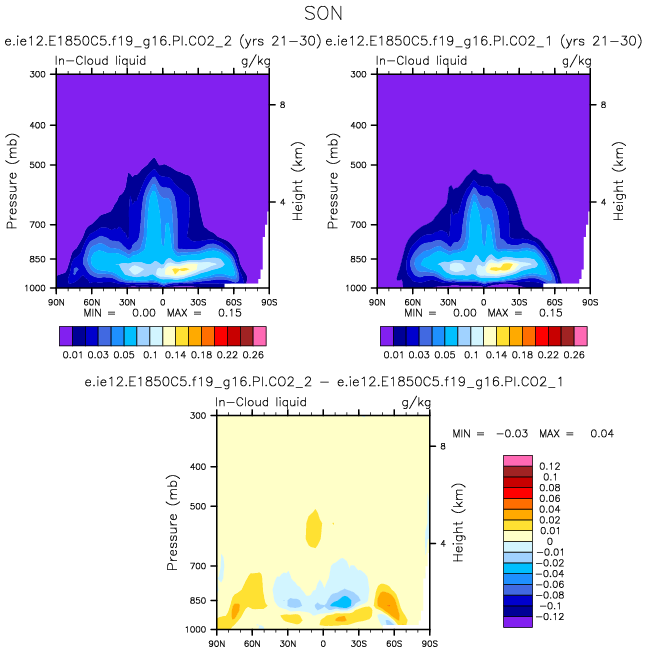 SON
e.ie12.E1850C5.f19_g16.PI.CO2_2 (yrs 21-30) e.ie12.E1850C5.f19_g16.PI.CO2_1 (yrs 21-30)
In-Cloud liquid g/kg In-Cloud liquid g/kg
300
400
500
700
850
1000
Pressure (mb)
8
4
Height (km)
90N 60N 30N 0 30S 60S 90S
MIN = 0.00 MAX = 0.15
0.01 0.03 0.05 0.1 0.14 0.18 0.22 0.26
300
400
500
700
850
1000
Pressure (mb)
8
4
Height (km)
90N 60N 30N 0 30S 60S 90S
MIN = 0.00 MAX = 0.15
0.01 0.03 0.05 0.1 0.14 0.18 0.22 0.26
e.ie12.E1850C5.f19_g16.PI.CO2_2 - e.ie12.E1850C5.f19_g16.PI.CO2_1
In-Cloud liquid g/kg
300
400
500
700
850
1000
Pressure (mb)
8
4
Height (km)
90N 60N 30N 0 30S 60S 90S
MIN = -0.03 MAX = 0.04
0.12
0.1
0.08
0.06
0.04
0.02
0.01
0
-0.01
-0.02
-0.04
-0.06
-0.08
-0.1
-0.12